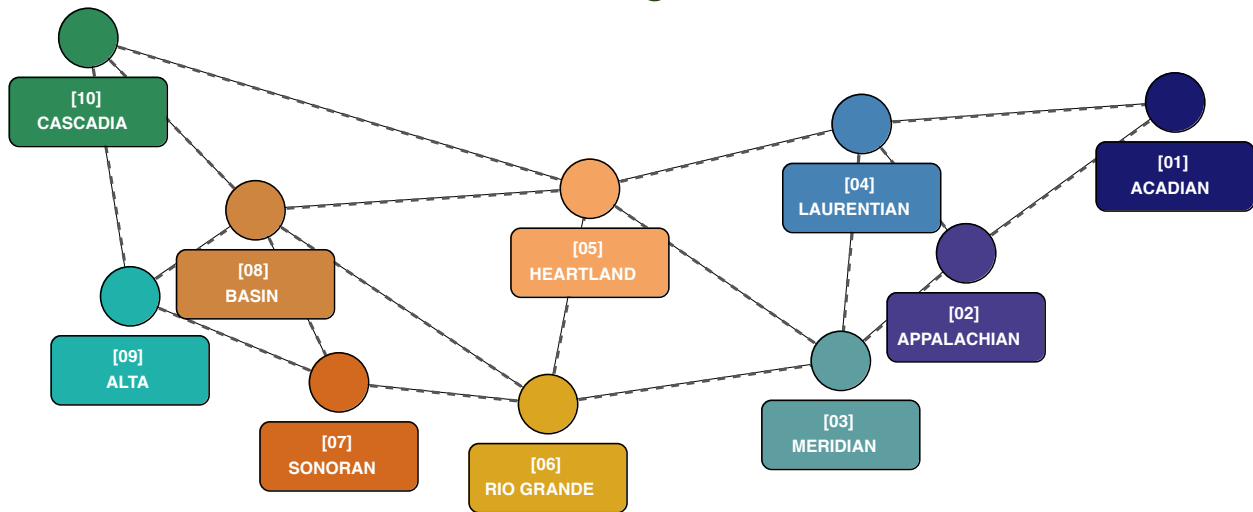 [10]
CASCADIA
[01]
ACADIAN
[04]
LAURENTIAN
[05]
HEARTLAND
[08]
BASIN
[02]
APPALACHIAN
[09]
ALTA
[03]
MERIDIAN
[07]
SONORAN
[06]
RIO GRANDE